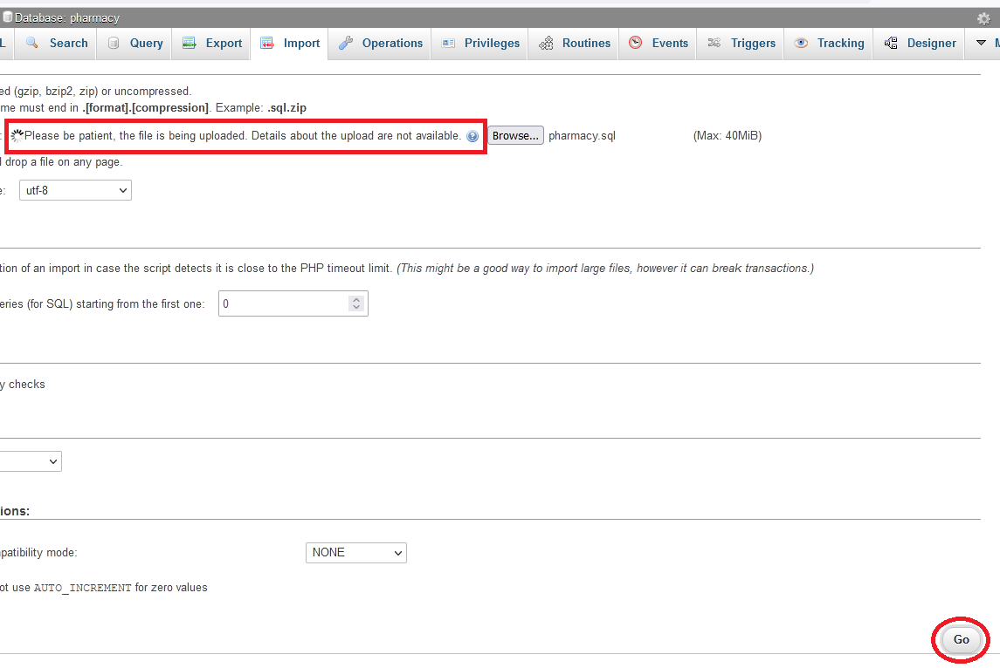 Database: pharmacy
L Search Query Export Import Operations Privileges Routines Events Triggers Tracking Designer M
ed (gzip, bzip2, zip) or uncompressed.
me must end in .[format].[compression]. Example: .sql.zip
: Please be patient, the file is being uploaded. Details about the upload are not available. Browse... pharmacy.sql (Max: 40MiB)
d drop a file on any page.
e: utf-8
tion of an import in case the script detects it is close to the PHP timeout limit. (This might be a good way to import large files, however it can break transactions.)
eries (for SQL) starting from the first one: 0
y checks
ions:
patibility mode: NONE
ot use AUTO_INCREMENT for zero values
Go